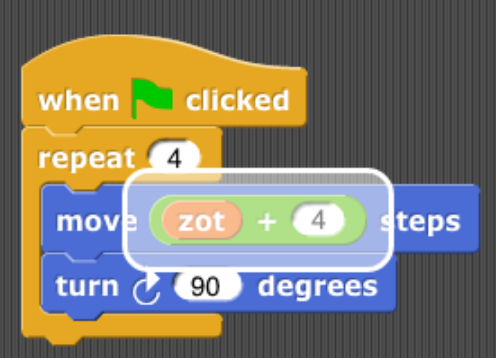 when clicked
repeat 4
move zot + 4 steps
turn 90 degrees